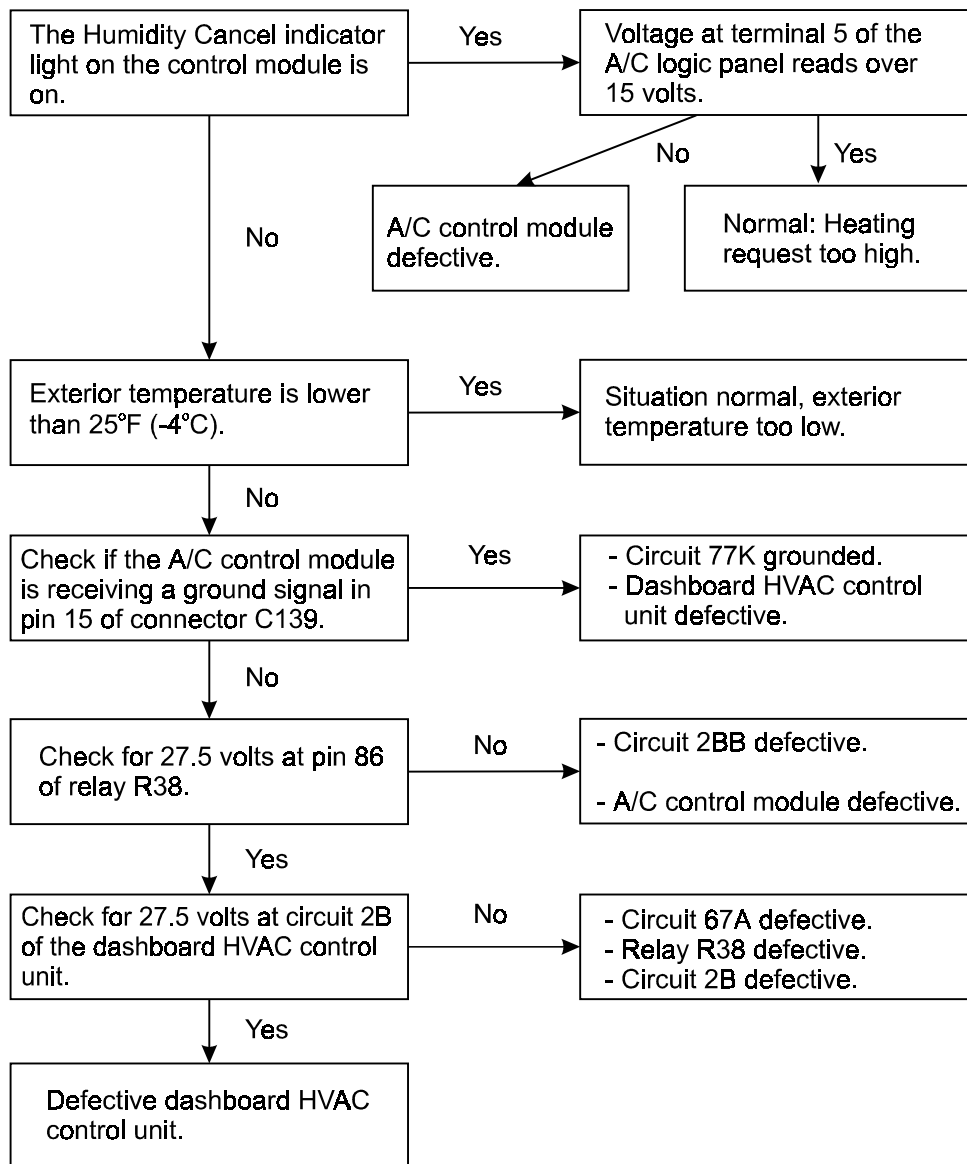 The Humidity Cancel indicator
light on the control module is
on.
Yes
Voltage at terminal 5 of the
A/C logic panel reads over
15 volts.
No
Yes
A/C control module
defective.
Normal: Heating
request too high.
No
Exterior temperature is lower
than 25°F (-4°C).
Yes
Situation normal, exterior
temperature too low.
No
Check if the A/C control module
is receiving a ground signal in
pin 15 of connector C139.
Yes
- Circuit 77K grounded.
- Dashboard HVAC control
unit defective.
No
Check for 27.5 volts at pin 86
of relay R38.
No
- Circuit 2BB defective.
- A/C control module defective.
Yes
Check for 27.5 volts at circuit 2B
of the dashboard HVAC control
unit.
No
- Circuit 67A defective.
- Relay R38 defective.
- Circuit 2B defective.
Yes
Defective dashboard HVAC
control unit.